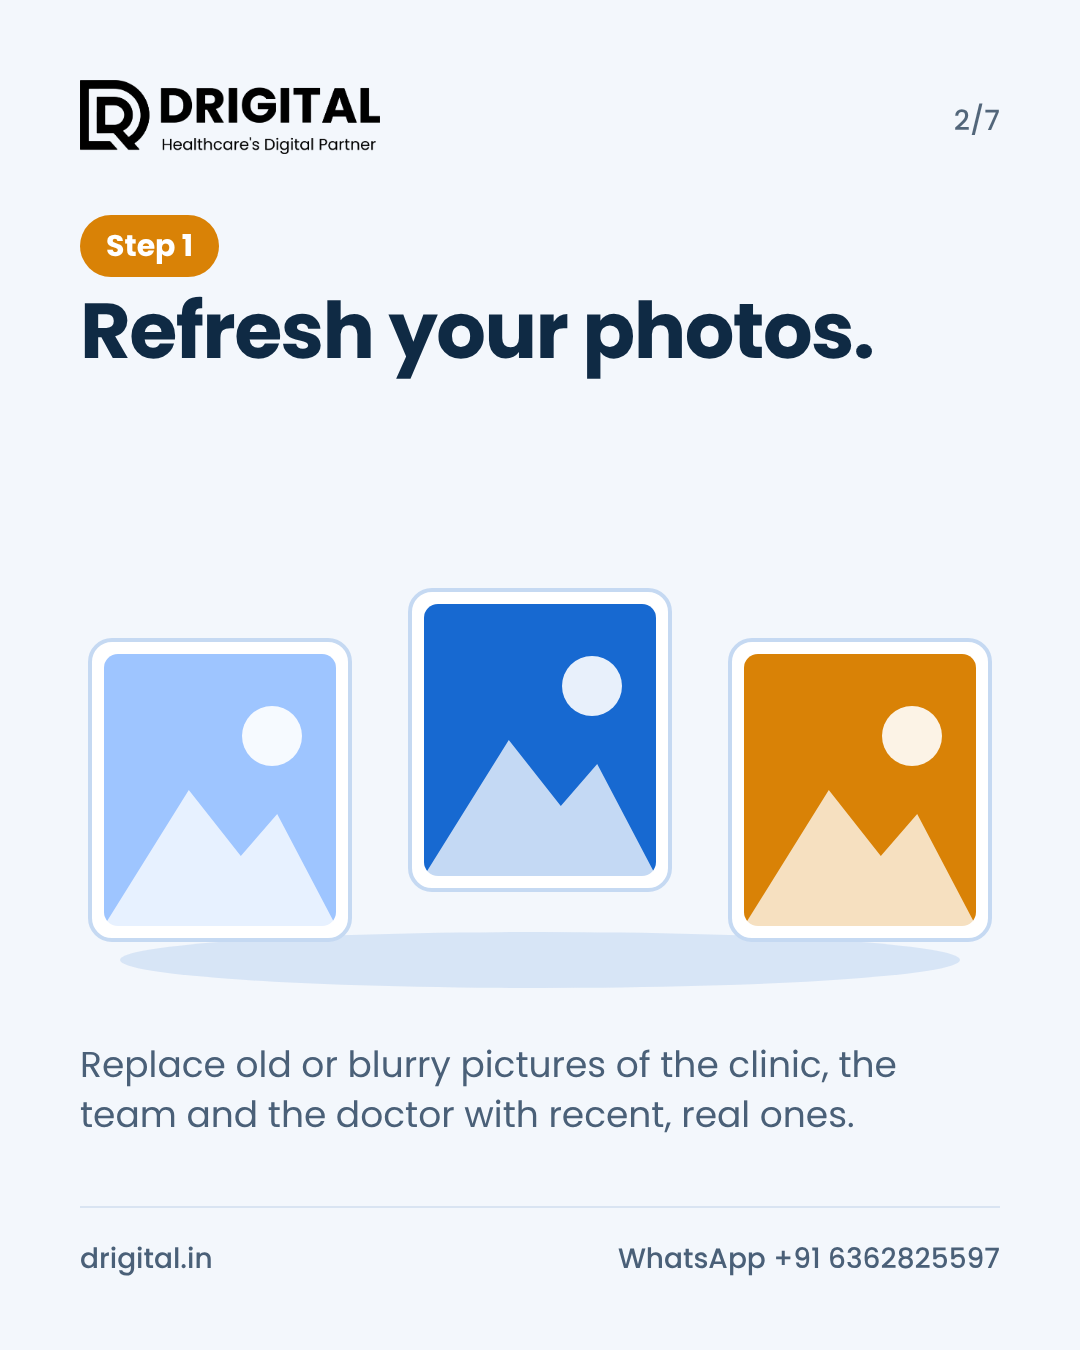 DRIGITAL
Healthcare's Digital Partner
2/7
Step 1
Refresh your photos.
Replace old or blurry pictures of the clinic, the
team and the doctor with recent, real ones.
drigital.in
WhatsApp +91 6362825597